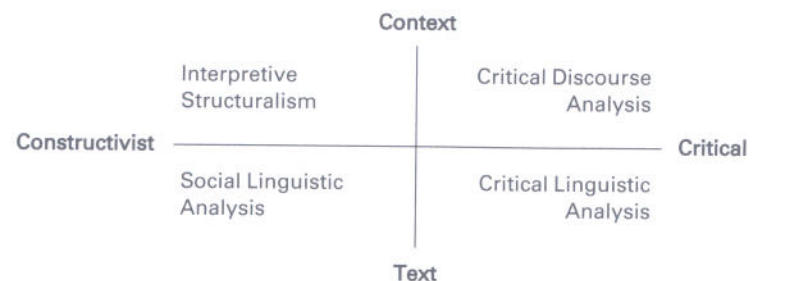 Context
Interpretive
Structuralism
Critical Discourse
Analysis
Constructivist
Critical
Social Linguistic
Analysis
Critical Linguistic
Analysis
Text